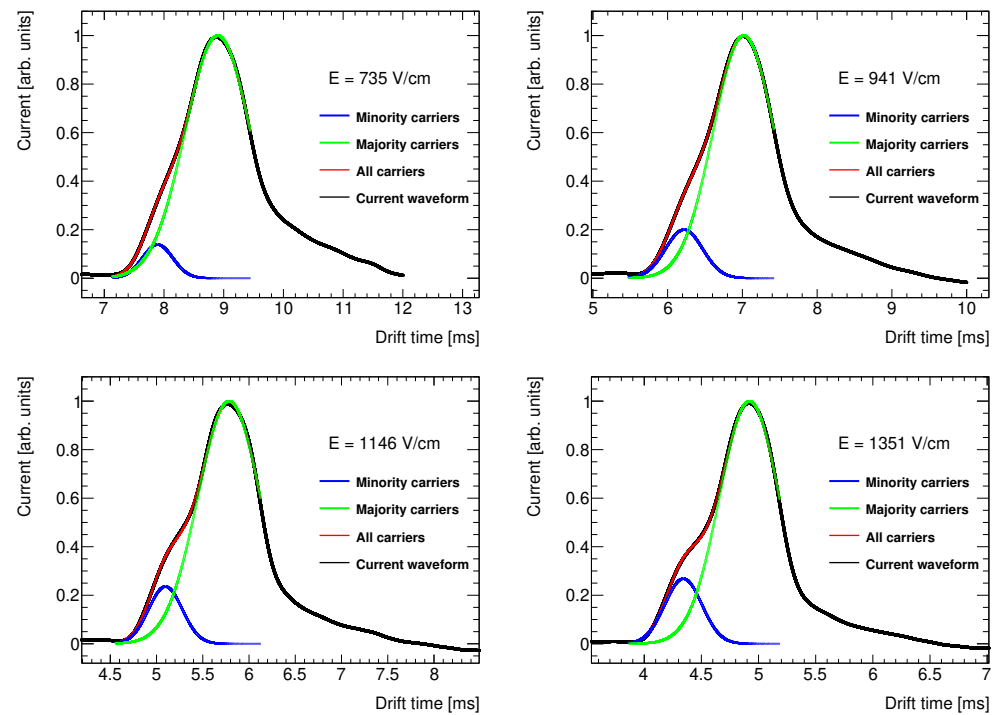 Current [arb. units]
1
0.8
0.6
0.4
0.2
0
E = 735 V/cm
Minority carriers
Majority carriers
All carriers
Current waveform
7 8 9 10 11 12 13
Drift time [ms]
Current [arb. units]
1
0.8
0.6
0.4
0.2
0
E = 941 V/cm
Minority carriers
Majority carriers
All carriers
Current waveform
5 6 7 8 9 10
Drift time [ms]
Current [arb. units]
1
0.8
0.6
0.4
0.2
0
E = 1146 V/cm
Minority carriers
Majority carriers
All carriers
Current waveform
4.5 5 5.5 6 6.5 7 7.5 8
Drift time [ms]
Current [arb. units]
1
0.8
0.6
0.4
0.2
0
E = 1351 V/cm
Minority carriers
Majority carriers
All carriers
Current waveform
4 4.5 5 5.5 6 6.5 7
Drift time [ms]